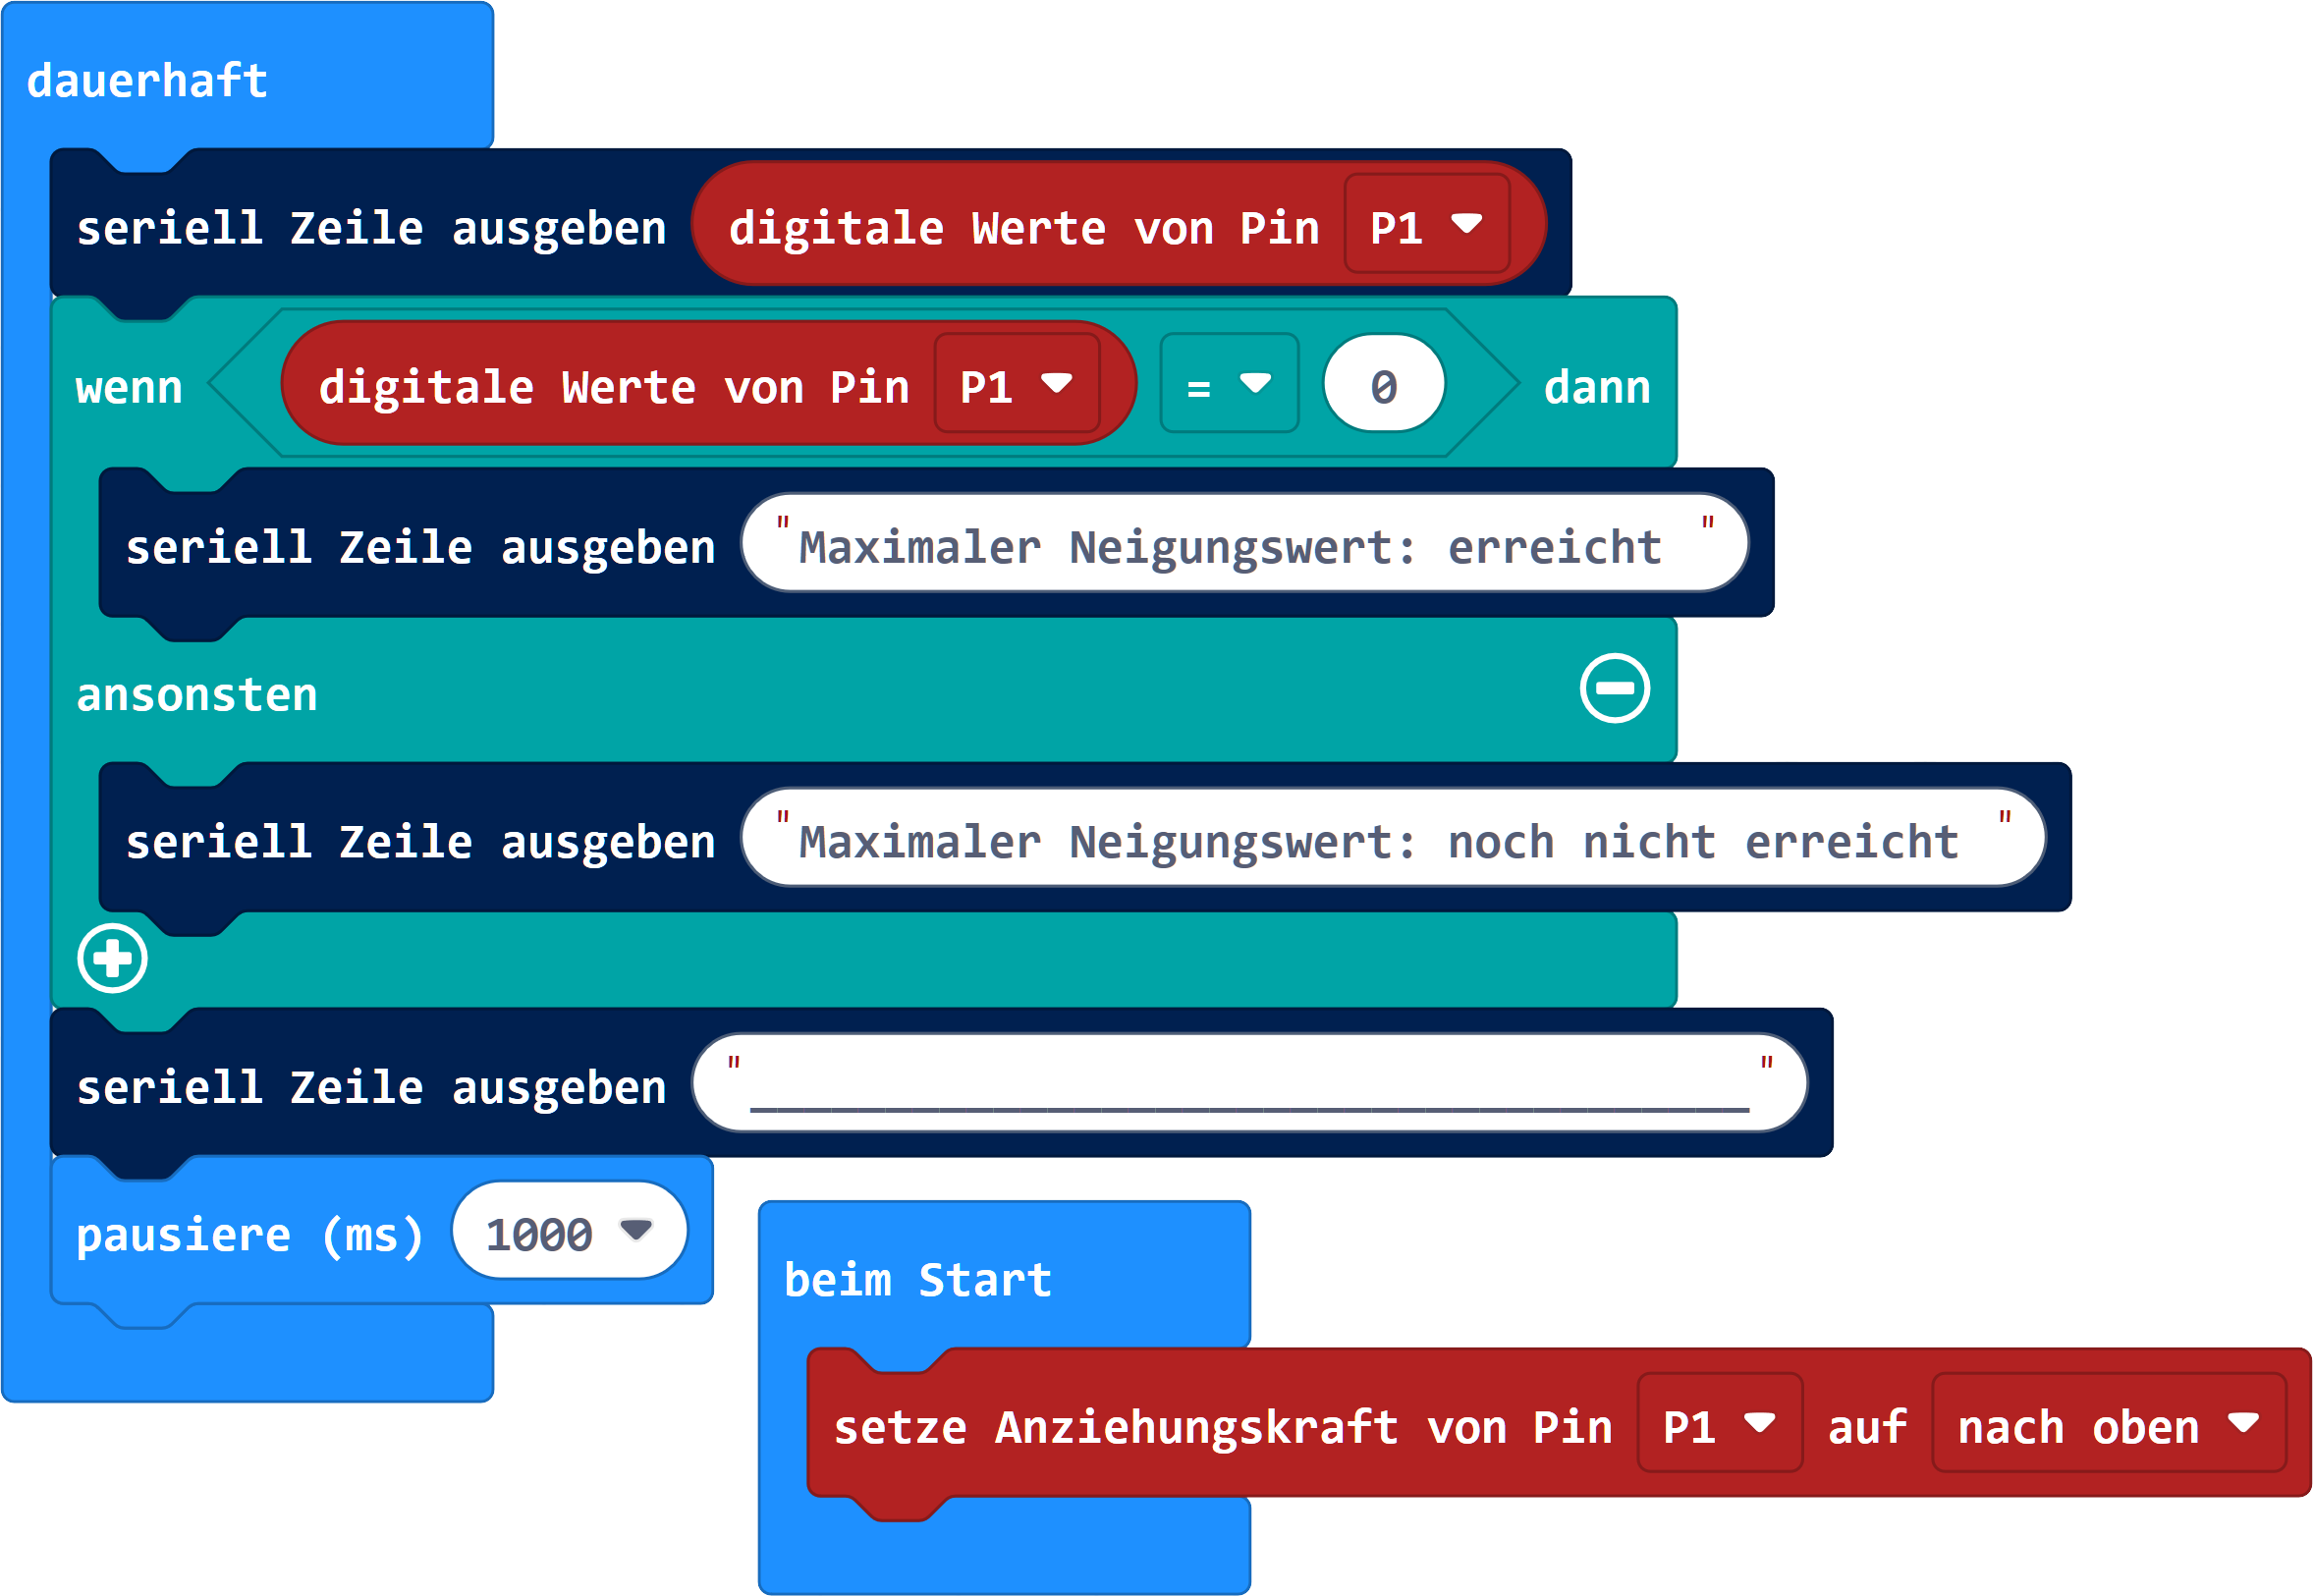 dauerhaft
seriell Zeile ausgeben digitale Werte von Pin P1
wenn digitale Werte von Pin P1 = 0 dann
seriell Zeile ausgeben "Maximaler Neigungswert: erreicht "
ansonsten
seriell Zeile ausgeben "Maximaler Neigungswert: noch nicht erreicht "
seriell Zeile ausgeben "_____________________________________"
pausiere (ms) 1000
beim Start
setze Anziehungskraft von Pin P1 auf nach oben